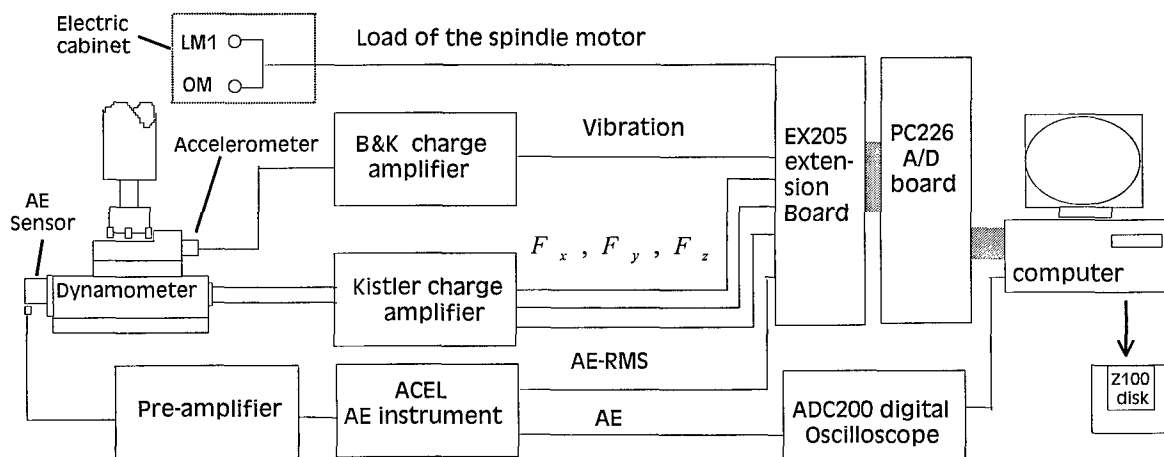 Electric
cabinet
LM1
OM
Load of the spindle motor
Accelerometer
B&K charge
amplifier
Vibration
EX205
exten-
sion
Board
PC226
A/D
board
AE
Sensor
Dynamometer
Kistler charge
amplifier
F x , F y , F z
computer
Pre-amplifier
ACEL
AE instrument
AE-RMS
AE
ADC200 digital
Oscilloscope
Z100
disk